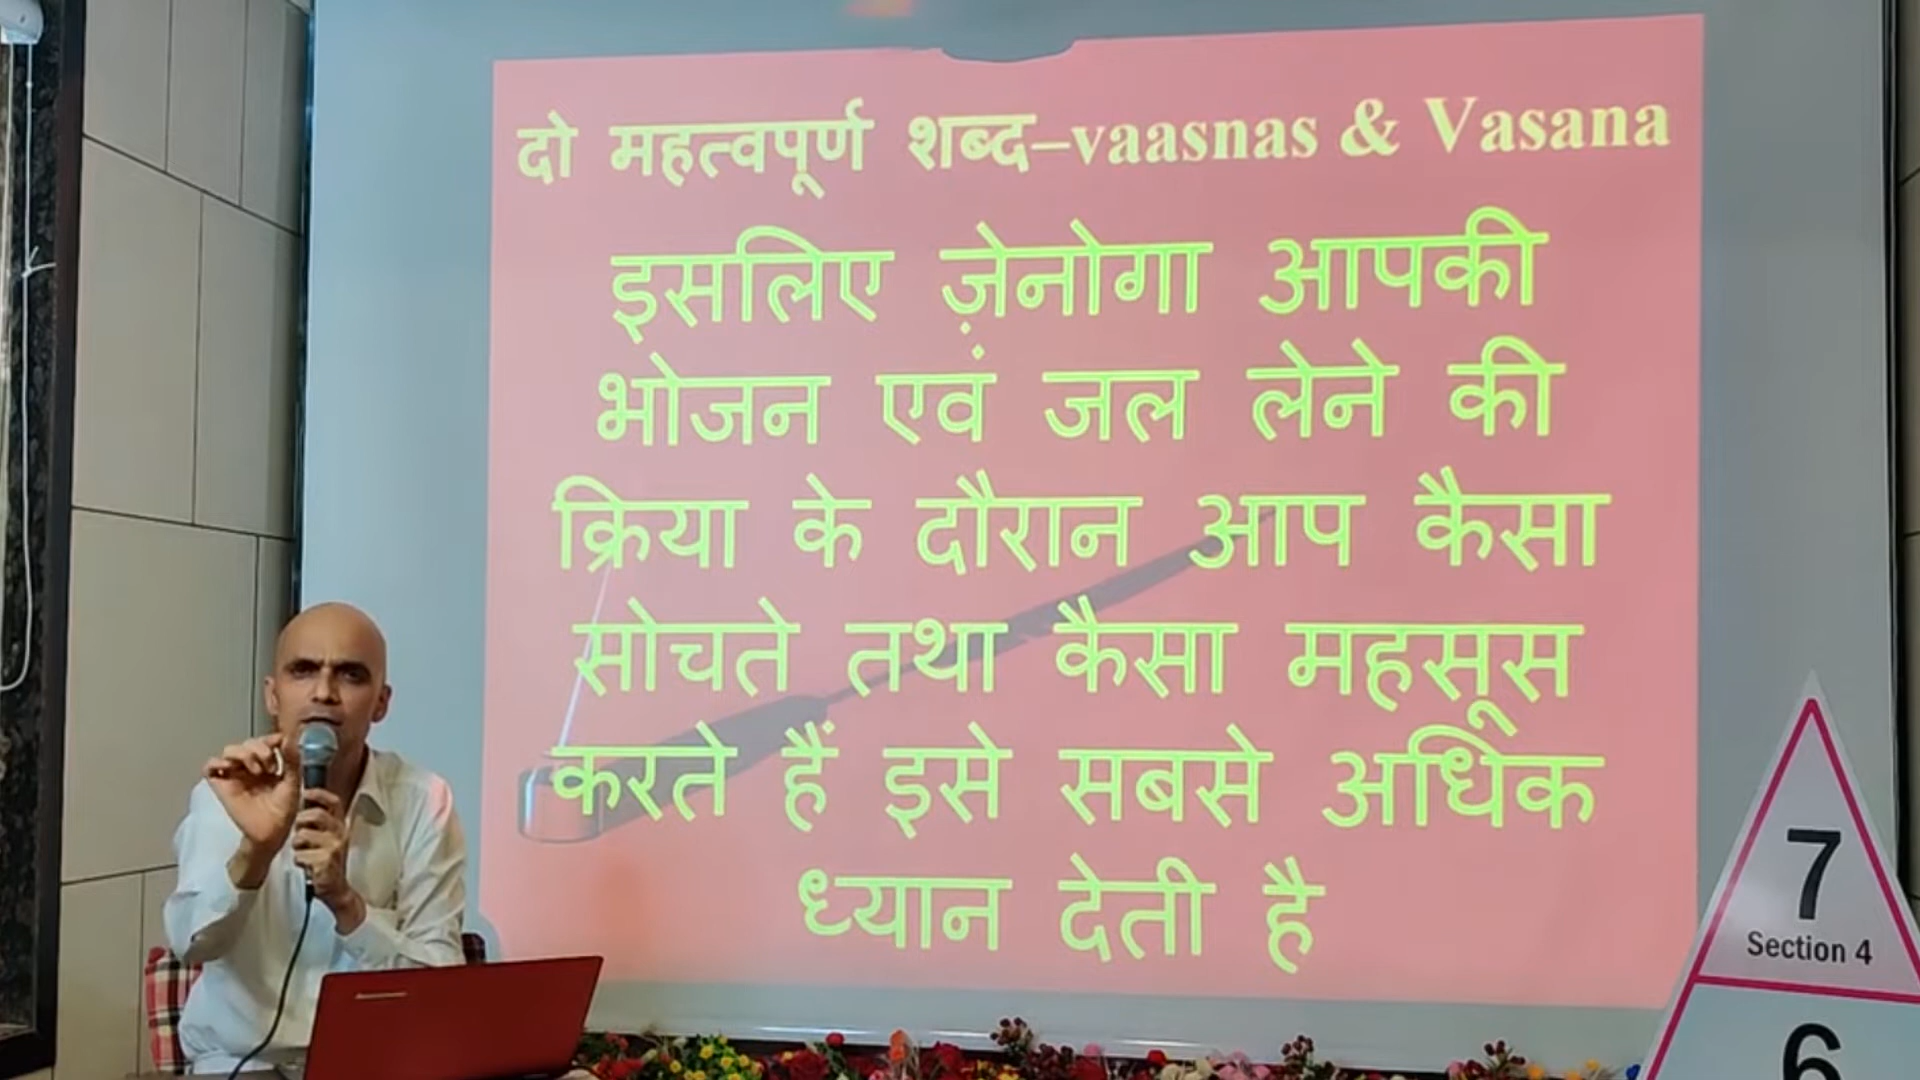 दो महत्वपूर्ण शब्द–vaasnas & Vasana
इसलिए ज़ेनोगा आपकी
भोजन एवं जल लेने की
क्रिया के दौरान आप कैसा
सोचते तथा कैसा महसूस
करते हैं इसे सबसे अधिक
ध्यान देती है
7
Section 4
6